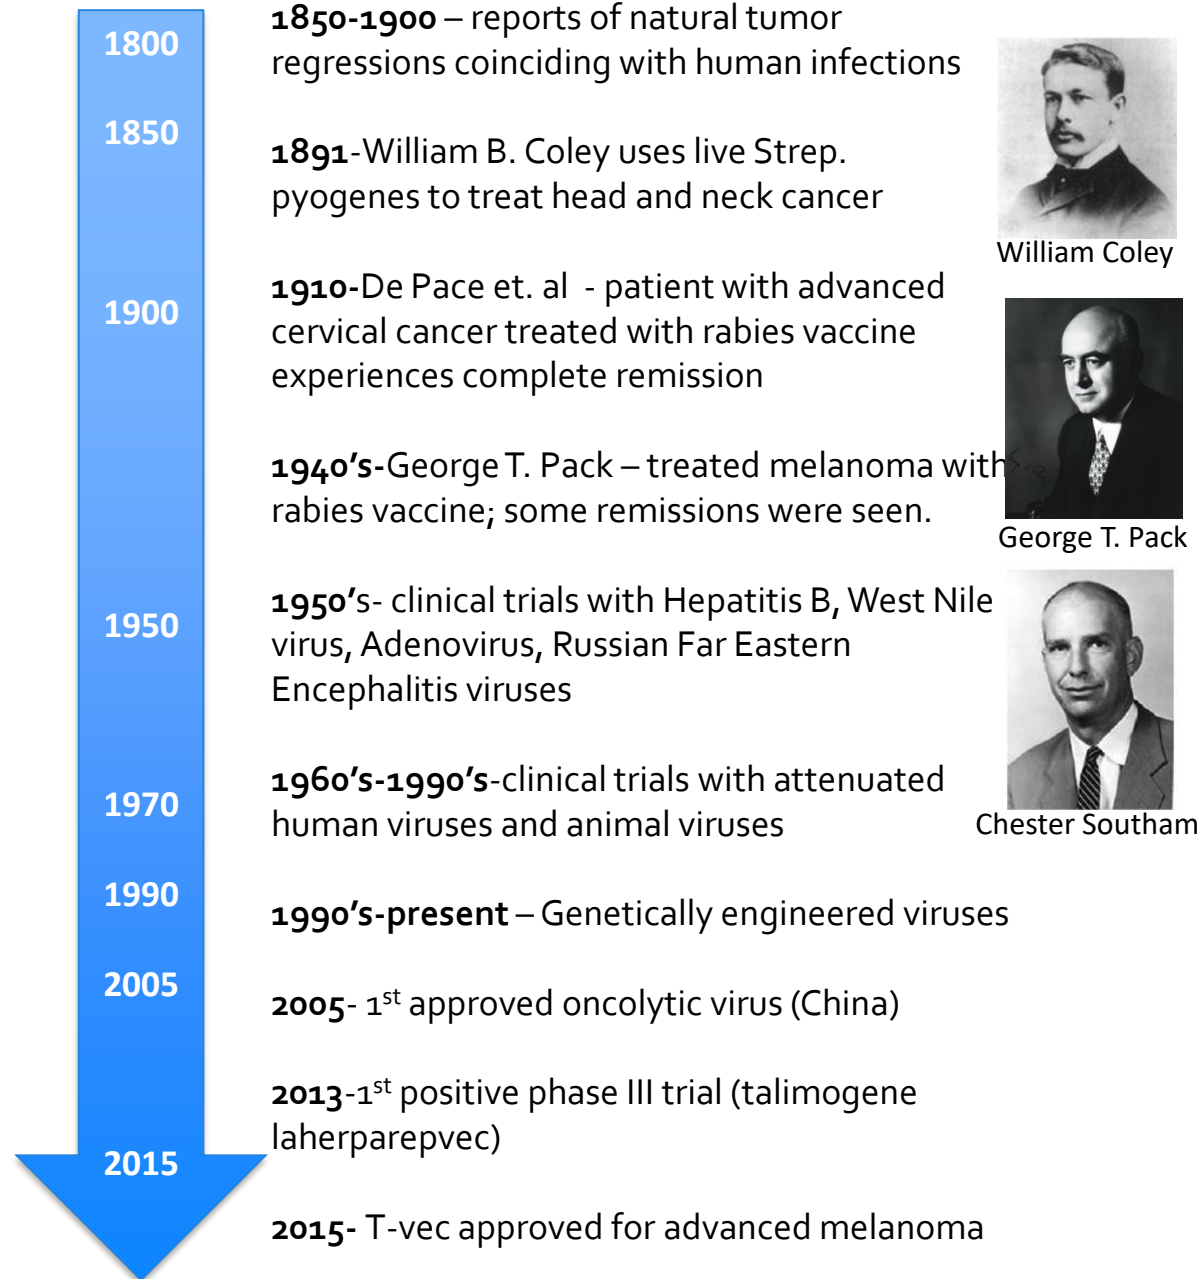 1800
1850
1900
1950
1970
1990
2005
2015
1850-1900 – reports of natural tumor
regressions coinciding with human infections
1891-William B. Coley uses live Strep.
pyogenes to treat head and neck cancer
1910-De Pace et. al - patient with advanced
cervical cancer treated with rabies vaccine
experiences complete remission
1940's-George T. Pack – treated melanoma with
rabies vaccine; some remissions were seen.
1950's- clinical trials with Hepatitis B, West Nile
virus, Adenovirus, Russian Far Eastern
Encephalitis viruses
1960's-1990's-clinical trials with attenuated
human viruses and animal viruses
1990's-present – Genetically engineered viruses
2005- 1st approved oncolytic virus (China)
2013-1st positive phase III trial (talimogene
laherparepvec)
2015- T-vec approved for advanced melanoma
William Coley
George T. Pack
Chester Southam